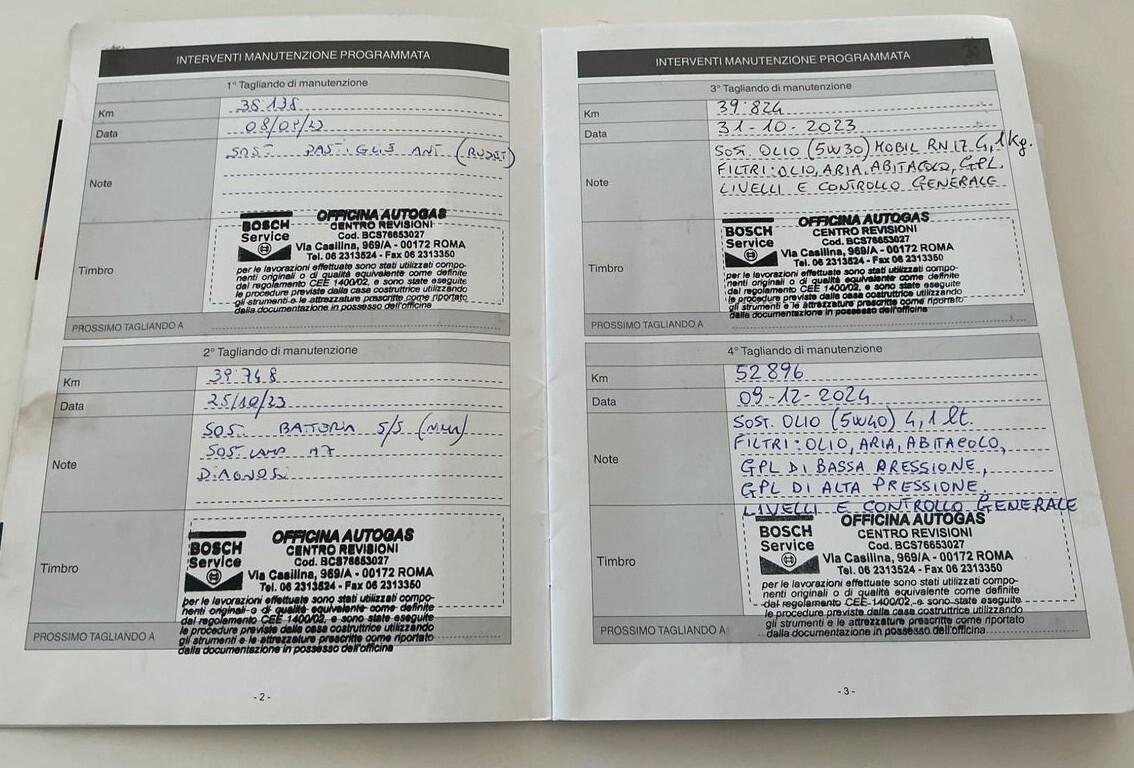 INTERVENTI MANUTENZIONE PROGRAMMATA
1° Tagliando di manutenzione
Km 38.138
Data
Note SOST. PASTIGLIE ANT
Timbro
BOSCH
Service
OFFICINA AUTOGAS
CENTRO REVISIONI
Cod. BCS76653027
Via Casilina, 969/A - 00172 ROMA
Tel. 06 2313524 - Fax 06 2313350
per le lavorazioni effettuate sono stati utilizzati compo-
nenti originali o di qualità equivalente come definite
dal regolamento CEE 1400/02, e sono state eseguite
le procedure previste dalla casa costruttrice utilizzando
gli strumenti e le attrezzature prescritte come riportato
dalla documentazione in possesso dell'officina
PROSSIMO TAGLIANDO A
2° Tagliando di manutenzione
Km 39.748
Data 25/10/23
Note SOST. BATTERIA S/S
SOST.
DIAGNOSI
Timbro
BOSCH
Service
OFFICINA AUTOGAS
CENTRO REVISIONI
Cod. BCS76653027
Via Casilina, 969/A - 00172 ROMA
Tel. 06 2313524 - Fax 06 2313350
per le lavorazioni effettuate sono stati utilizzati compo-
nenti originali o di qualità equivalente come definite
dal regolamento CEE 1400/02, e sono state eseguite
le procedure previste dalla casa costruttrice utilizzando
gli strumenti e le attrezzature prescritte come riportato
dalla documentazione in possesso dell'officina
PROSSIMO TAGLIANDO A
- 2 -
INTERVENTI MANUTENZIONE PROGRAMMATA
3° Tagliando di manutenzione
Km 39.824
Data 31-10-2023
Note SOST. OLIO (5W30) MOBIL RN17 4,1 Kg.
FILTRI: OLIO, ARIA, ABITACOLO, GPL.
LIVELLI E CONTROLLO GENERALE
Timbro
BOSCH
Service
OFFICINA AUTOGAS
CENTRO REVISIONI
Cod. BCS76653027
Via Casilina, 969/A - 00172 ROMA
Tel. 06 2313524 - Fax 06 2313350
per le lavorazioni effettuate sono stati utilizzati compo-
nenti originali o di qualità equivalente come definite
dal regolamento CEE 1400/02, e sono state eseguite
le procedure previste dalla casa costruttrice utilizzando
gli strumenti e le attrezzature prescritte come riportato
dalla documentazione in possesso dell'officina
PROSSIMO TAGLIANDO A
4° Tagliando di manutenzione
Km 52896
Data 09-12-2024
Note SOST. OLIO (5W40) 4,1 lt.
FILTRI: OLIO, ARIA, ABITACOLO,
GPL DI BASSA PRESSIONE,
GPL DI ALTA PRESSIONE.
LIVELLI E CONTROLLO GENERALE
Timbro
BOSCH
Service
OFFICINA AUTOGAS
CENTRO REVISIONI
Cod. BCS76653027
Via Casilina, 969/A - 00172 ROMA
Tel. 06 2313524 - Fax 06 2313350
per le lavorazioni effettuate sono stati utilizzati compo-
nenti originali o di qualità equivalente come definite
dal regolamento CEE 1400/02, e sono state eseguite
le procedure previste dalla casa costruttrice utilizzando
gli strumenti e le attrezzature prescritte come riportato
dalla documentazione in possesso dell'officina
PROSSIMO TAGLIANDO A
- 3 -